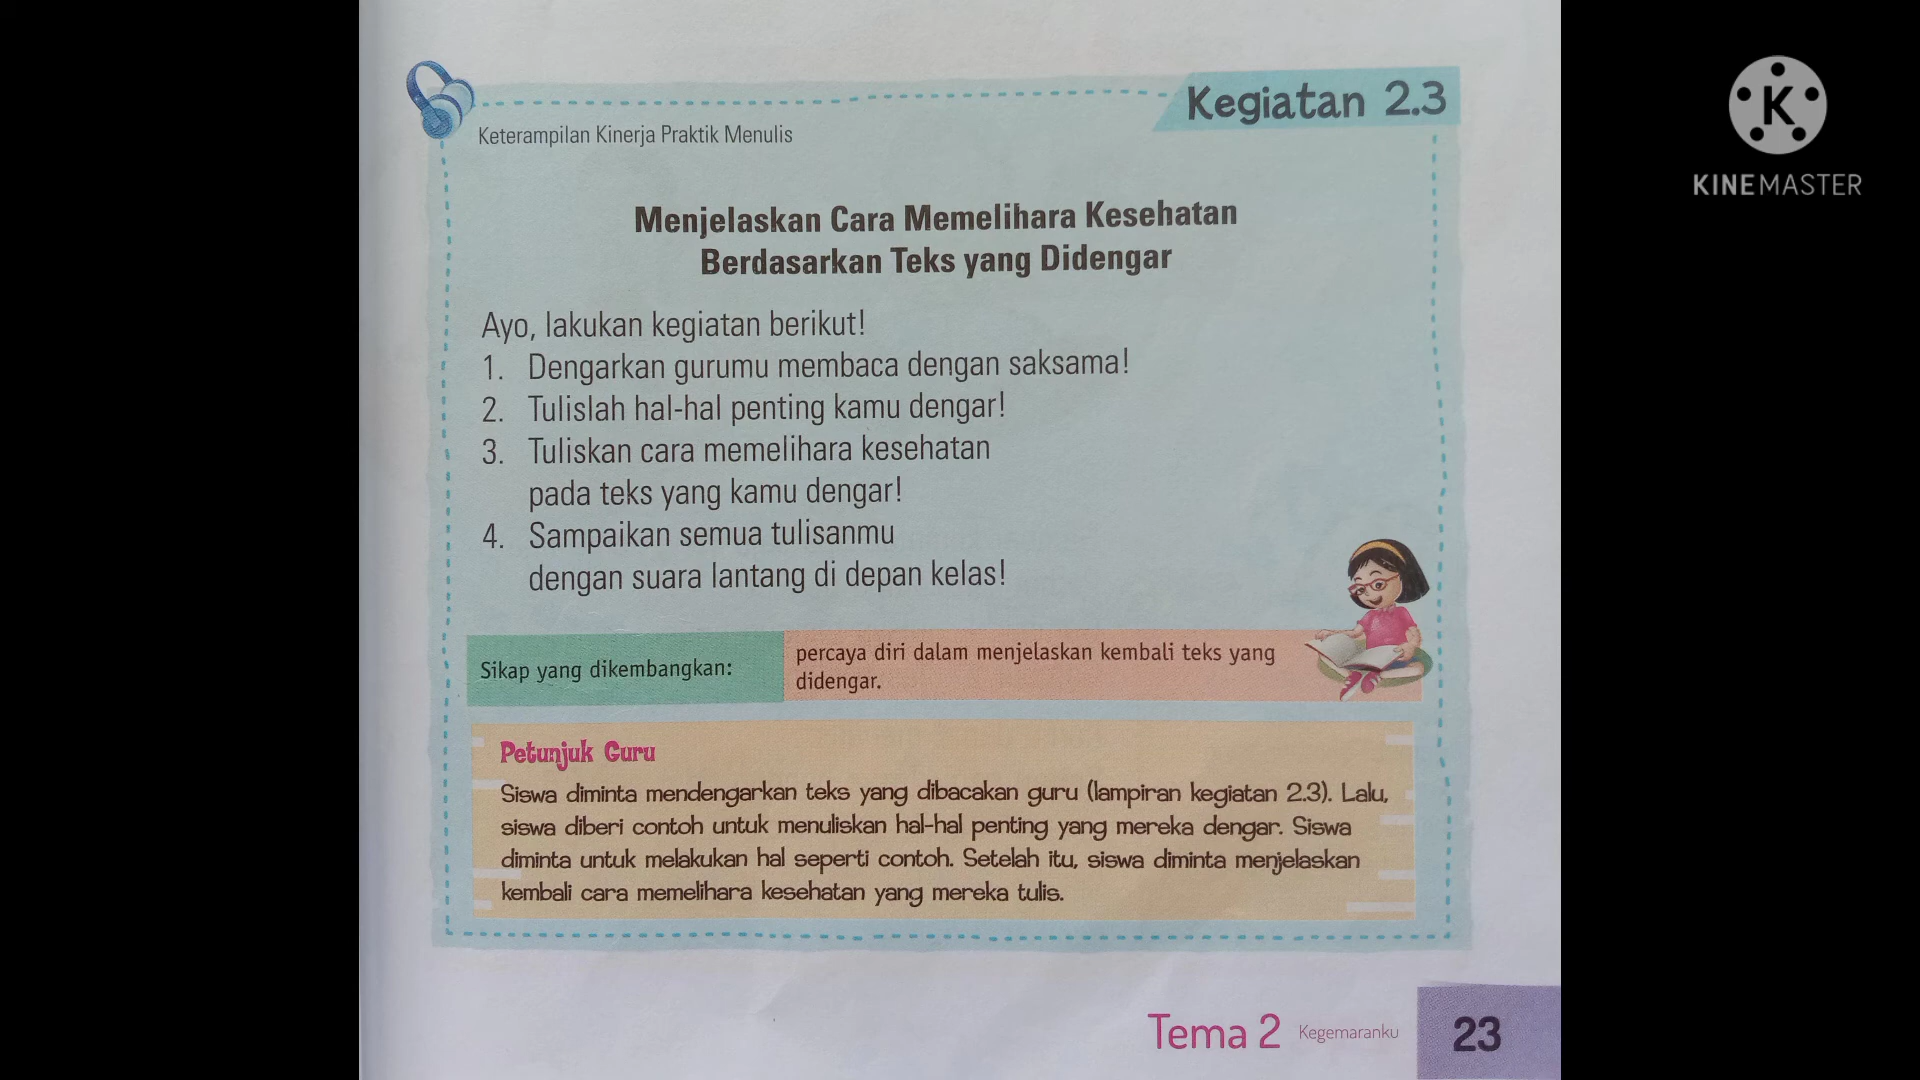 Kegiatan 2.3
Keterampilan Kinerja Praktik Menulis
Menjelaskan Cara Memelihara Kesehatan
Berdasarkan Teks yang Didengar
Ayo, lakukan kegiatan berikut!
1. Dengarkan gurumu membaca dengan saksama!
2. Tulislah hal-hal penting kamu dengar!
3. Tuliskan cara memelihara kesehatan
pada teks yang kamu dengar!
4. Sampaikan semua tulisanmu
dengan suara lantang di depan kelas!
Sikap yang dikembangkan:
percaya diri dalam menjelaskan kembali teks yang
didengar.
Petunjuk Guru
Siswa diminta mendengarkan teks yang dibacakan guru (lampiran kegiatan 2.3). Lalu,
siswa diberi contoh untuk menuliskan hal-hal penting yang mereka dengar. Siswa
diminta untuk melakukan hal seperti contoh. Setelah itu, siswa diminta menjelaskan
kembali cara memelihara kesehatan yang mereka tulis.
Tema 2 Kegemaranku 23
K
KINEMASTER